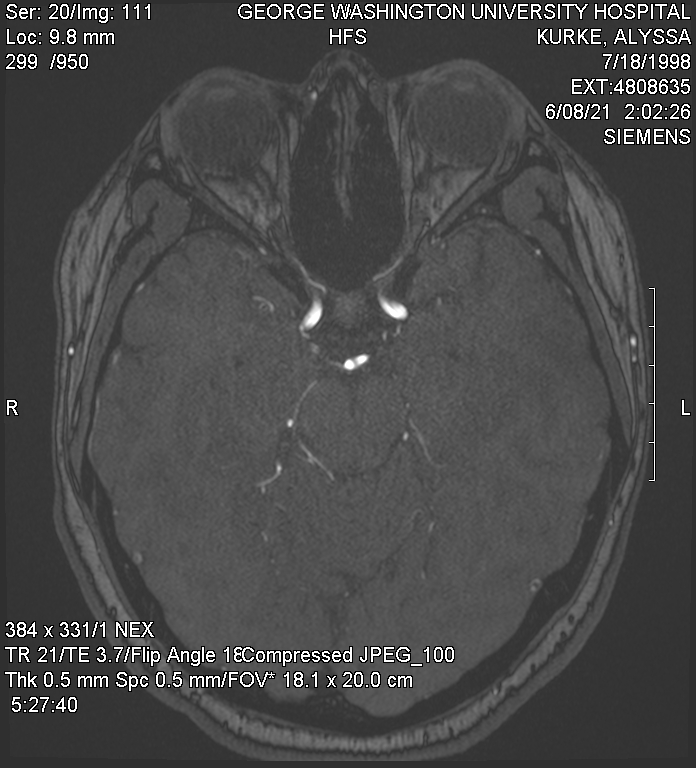 Ser: 20/Img: 111
Loc: 9.8 mm
299 /950
GEORGE WASHINGTON UNIVERSITY HOSPITAL
HFS
KURKE, ALYSSA
7/18/1998
EXT:4808635
6/08/21 2:02:26
SIEMENS
R
L
384 x 331/1 NEX
TR 21/TE 3.7/Flip Angle 18Compressed JPEG_100
Thk 0.5 mm Spc 0.5 mm/FOV* 18.1 x 20.0 cm
5:27:40